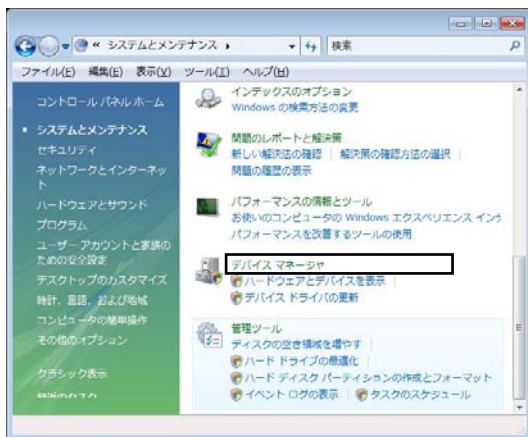 システムとメンテナンス
検索
ファイル(F) 編集(E) 表示(V) ツール(T) ヘルプ(H)
コントロール パネル ホーム
システムとメンテナンス
セキュリティ
ネットワークとインターネッ
ト
ハードウェアとサウンド
プログラム
ユーザー アカウントと家族の
ための安全設定
デスクトップのカスタマイズ
時計、言語、および地域
コンピュータの簡単操作
その他のオプション
クラシック表示
インデックスのオプション
Windows の検索方法の変更
問題のレポートと解決策
新しい解決法の確認 | 解決策の確認方法の選択 |
問題の履歴の表示
パフォーマンスの情報とツール
お使いのコンピュータの Windows エクスペリエンス イン
パフォーマンスを改善するツールの使用
デバイス マネージャ
ハードウェアとデバイスを表示 |
デバイス ドライバの更新
管理ツール
ディスクの空き領域を増やす |
ハード ドライブの最適化 |
ハード ディスク パーティションの作成とフォーマット
イベント ログの表示 | タスクのスケジュール